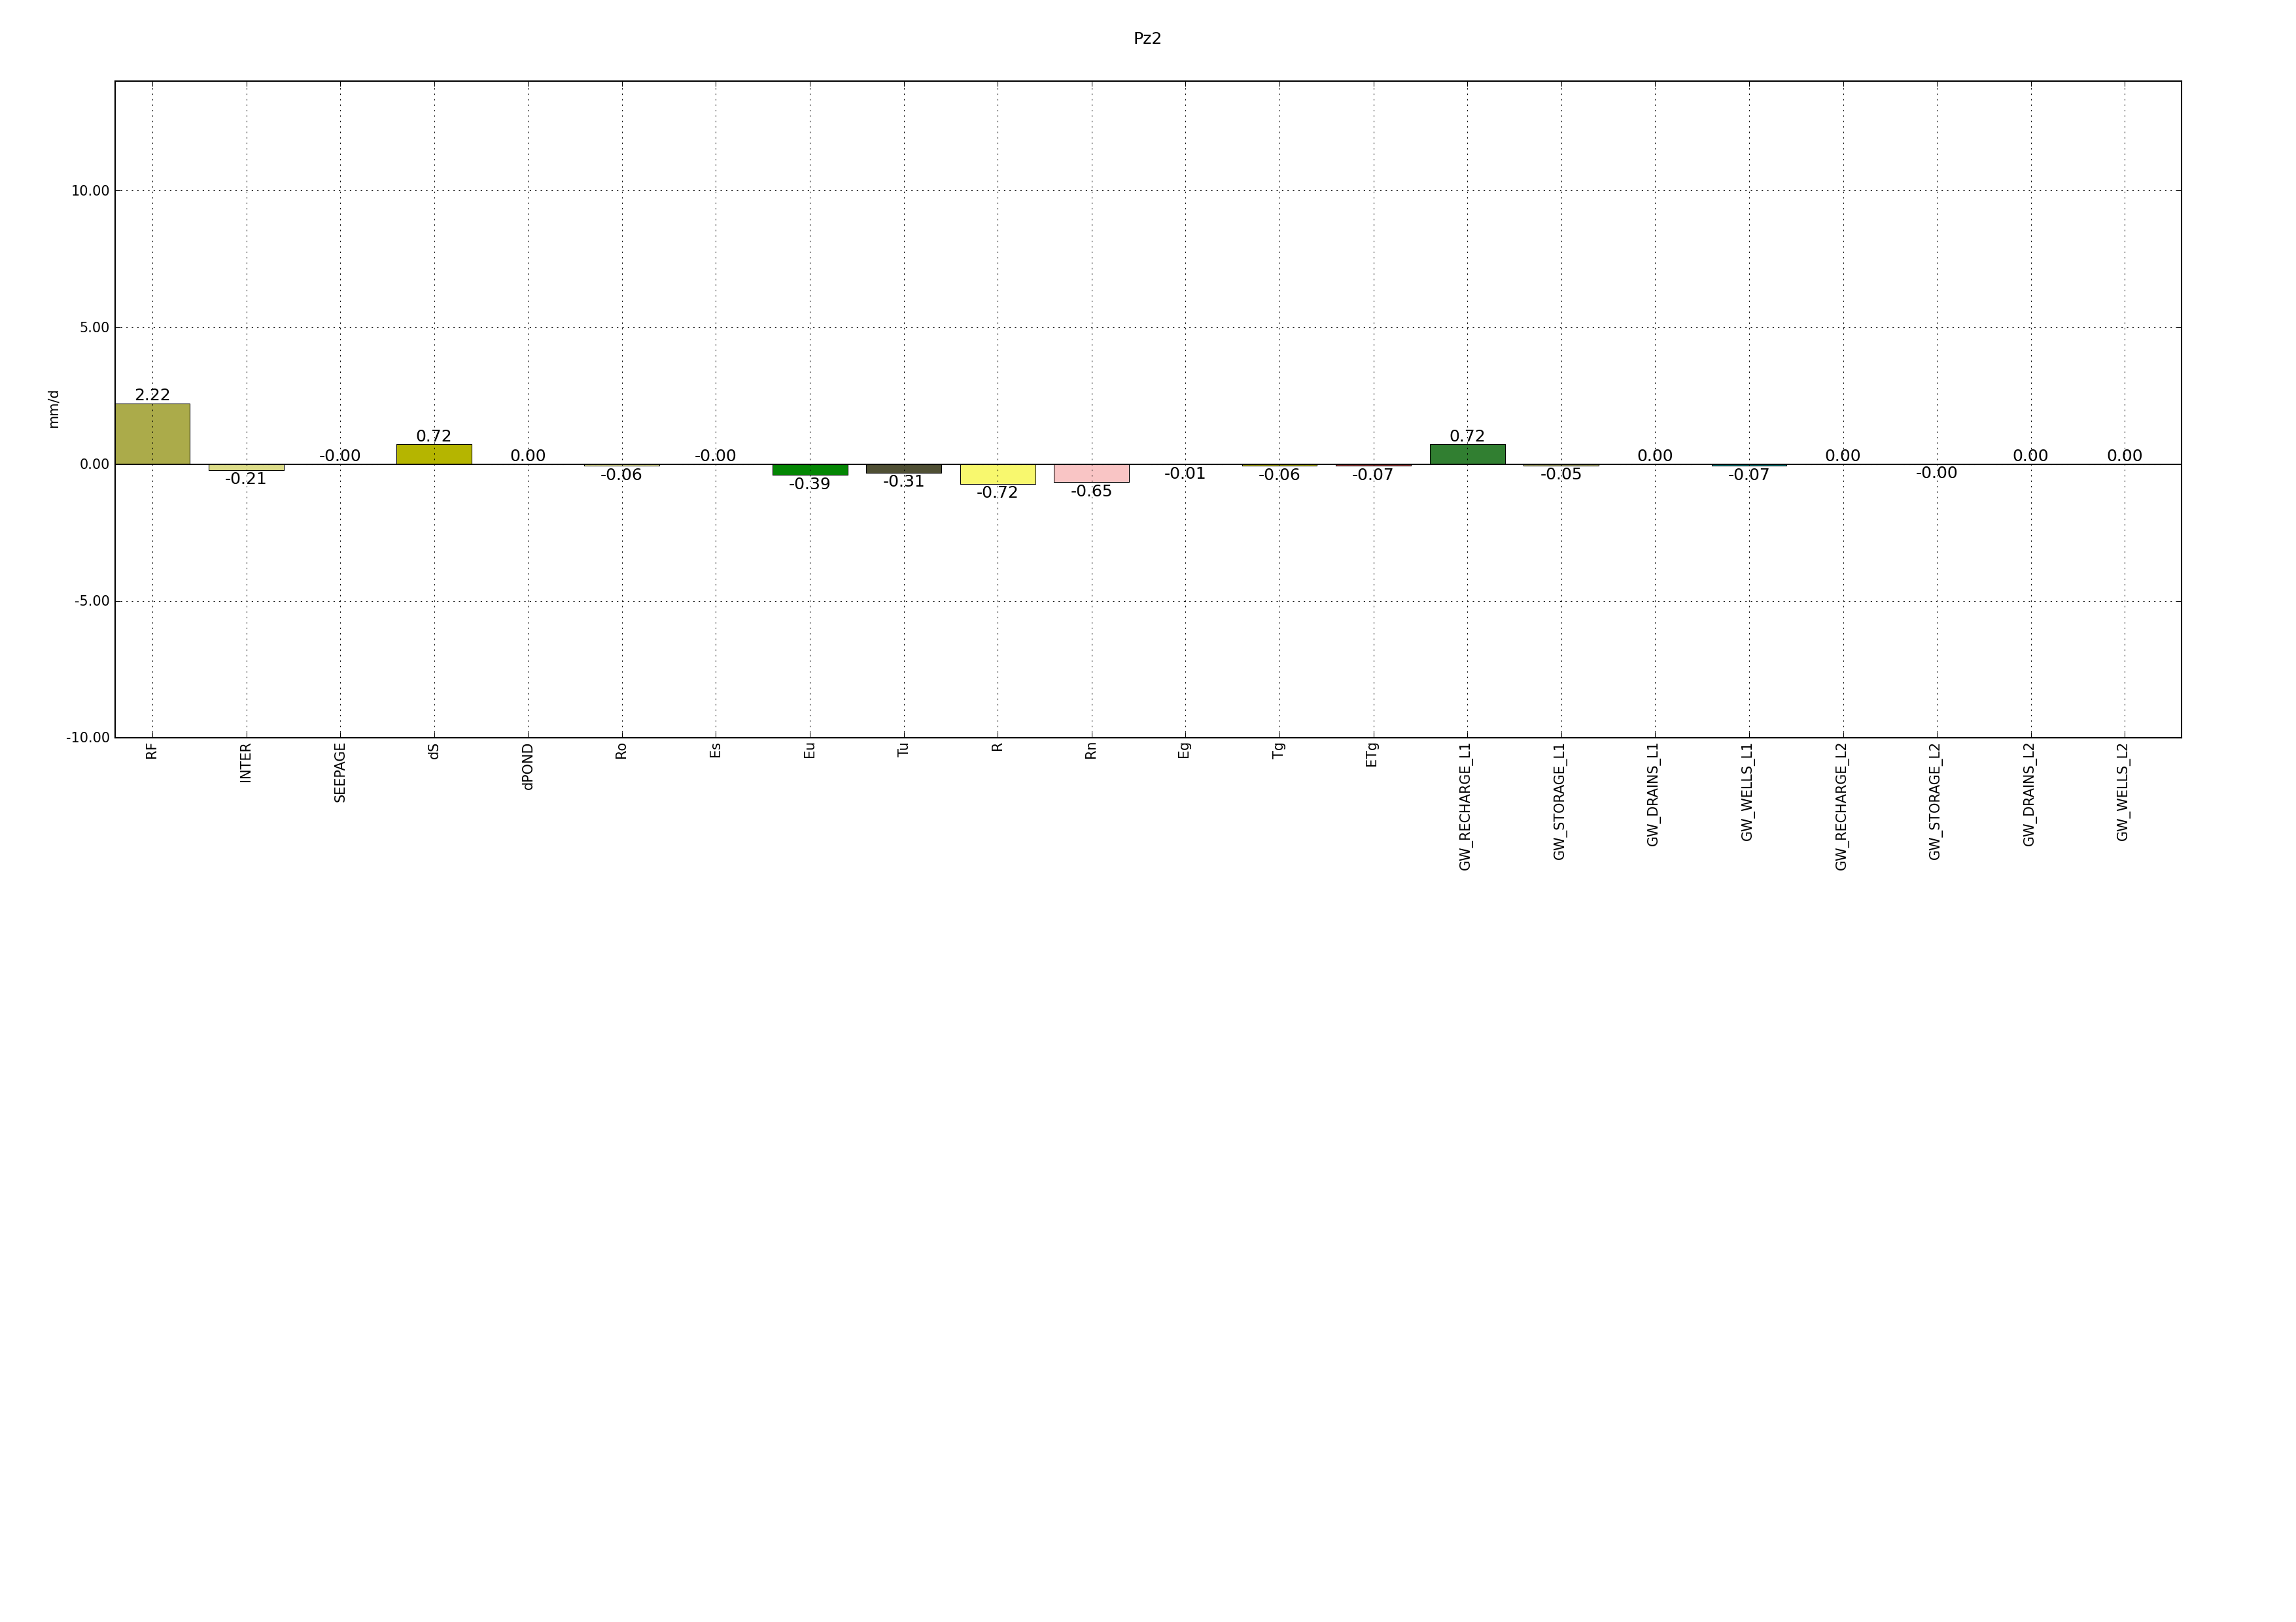 Pz2
10.00
5.00
0.00
-5.00
-10.00
mm/d
2.22
-0.21
-0.00
0.72
0.00
-0.06
-0.00
-0.39
-0.31
-0.72
-0.65
-0.01
-0.06
-0.07
0.72
-0.05
0.00
-0.07
0.00
-0.00
0.00
0.00
RF
INTER
SEEPAGE
dS
dPOND
Ro
Es
Eu
Tu
R
Rn
Eg
Tg
ETg
GW_RECHARGE_L1
GW_STORAGE_L1
GW_DRAINS_L1
GW_WELLS_L1
GW_RECHARGE_L2
GW_STORAGE_L2
GW_DRAINS_L2
GW_WELLS_L2